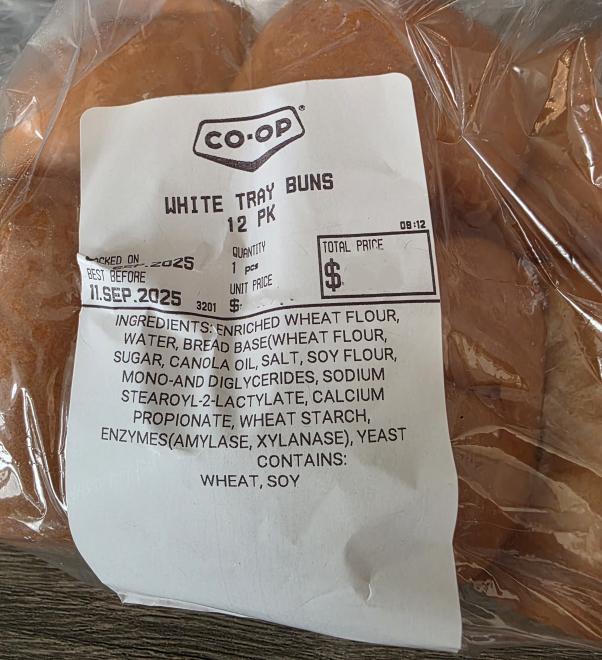 CO-OP®
WHITE TRAY BUNS
12 PK
09:12
PACKED ON
SEP.2025
QUANTITY
1 pcs
TOTAL PRICE
$
BEST BEFORE
11.SEP.2025
3201
UNIT PRICE
$
INGREDIENTS: ENRICHED WHEAT FLOUR,
WATER, BREAD BASE(WHEAT FLOUR,
SUGAR, CANOLA OIL, SALT, SOY FLOUR,
MONO-AND DIGLYCERIDES, SODIUM
STEAROYL-2-LACTYLATE, CALCIUM
PROPIONATE, WHEAT STARCH,
ENZYMES(AMYLASE, XYLANASE), YEAST
CONTAINS:
WHEAT, SOY